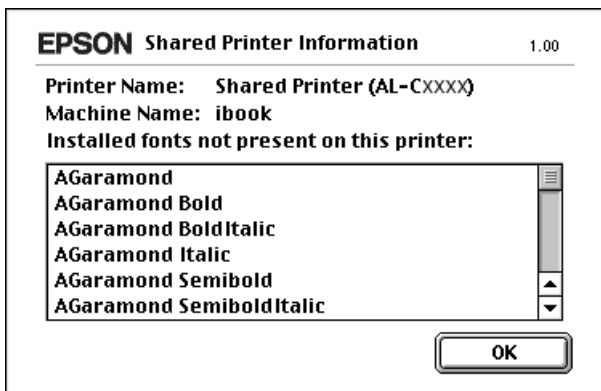 EPSON Shared Printer Information 1.00
Printer Name: Shared Printer (AL-CXXXX)
Machine Name: ibook
Installed fonts not present on this printer:
AGaramond
AGaramond Bold
AGaramond BoldItalic
AGaramond Italic
AGaramond Semibold
AGaramond SemiboldItalic
OK